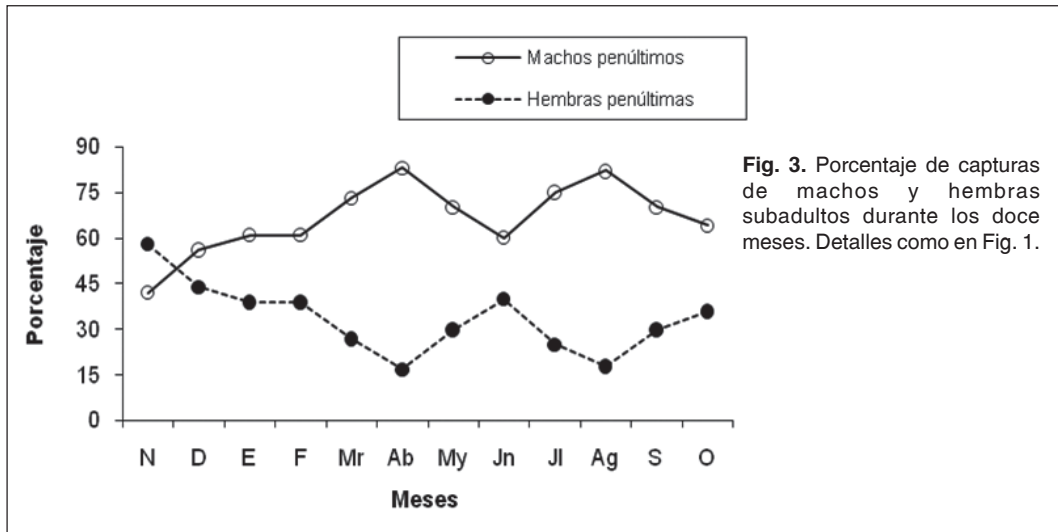 Machos penúltimos
Hembras penúltimas
90
75
60
45
30
15
0
Porcentaje
N D E F Mr Ab My Jn Jl Ag S O
Meses
Fig. 3. Porcentaje de capturas
de machos y hembras
subadultos durante los doce
meses. Detalles como en Fig. 1.